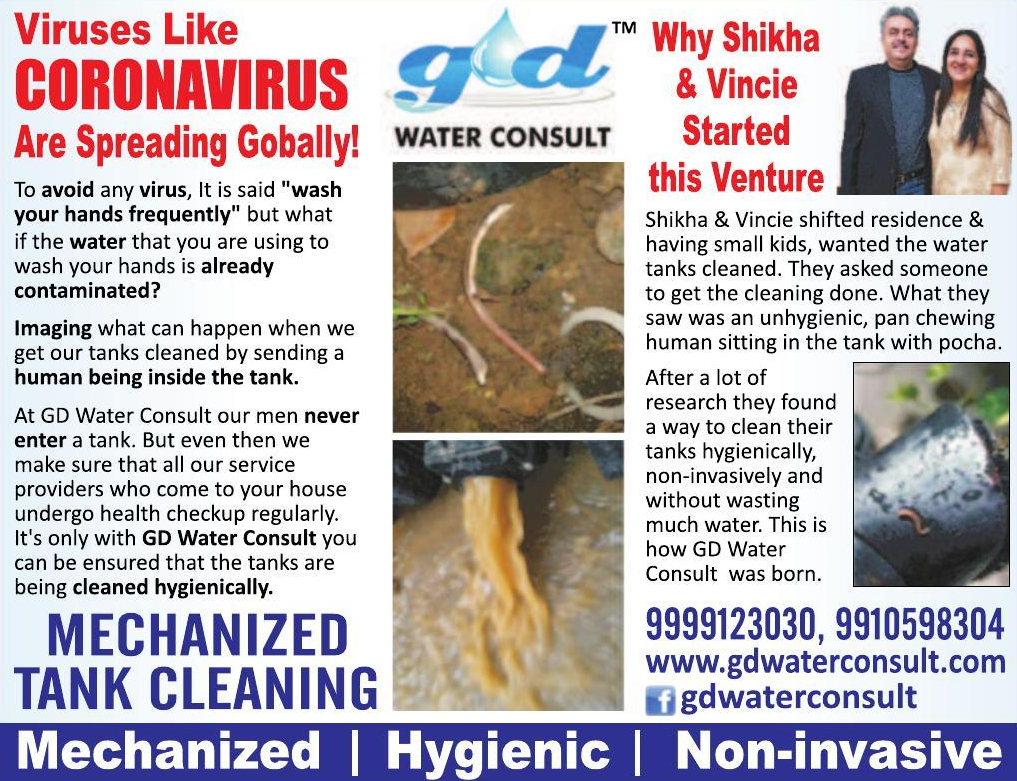 Viruses Like
CORONAVIRUS
Are Spreading Gobally!
To avoid any virus, It is said "wash
your hands frequently" but what
if the water that you are using to
wash your hands is already
contaminated?
Imaging what can happen when we
get our tanks cleaned by sending a
human being inside the tank.
At GD Water Consult our men never
enter a tank. But even then we
make sure that all our service
providers who come to your house
undergo health checkup regularly.
It's only with GD Water Consult you
can be ensured that the tanks are
being cleaned hygienically.
MECHANIZED
TANK CLEANING
gd TM
WATER CONSULT
Why Shikha
& Vincie
Started
this Venture
Shikha & Vincie shifted residence &
having small kids, wanted the water
tanks cleaned. They asked someone
to get the cleaning done. What they
saw was an unhygienic, pan chewing
human sitting in the tank with pocha.
After a lot of
research they found
a way to clean their
tanks hygienically,
non-invasively and
without wasting
much water. This is
how GD Water
Consult was born.
9999123030, 9910598304
www.gdwaterconsult.com
f gdwaterconsult
Mechanized | Hygienic | Non-invasive